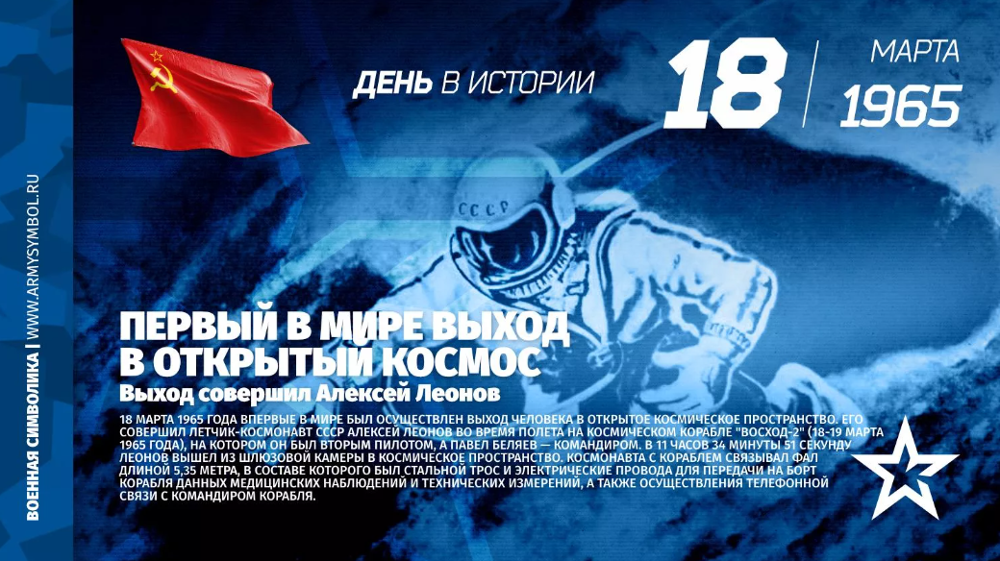 ДЕНЬ В ИСТОРИИ
18
МАРТА
1965
СССР
ПЕРВЫЙ В МИРЕ ВЫХОД
В ОТКРЫТЫЙ КОСМОС
Выход совершил Алексей Леонов
18 МАРТА 1965 ГОДА ВПЕРВЫЕ В МИРЕ БЫЛ ОСУЩЕСТВЛЕН ВЫХОД ЧЕЛОВЕКА В ОТКРЫТОЕ КОСМИЧЕСКОЕ ПРОСТРАНСТВО. ЕГО
СОВЕРШИЛ ЛЕТЧИК-КОСМОНАВТ СССР АЛЕКСЕЙ ЛЕОНОВ ВО ВРЕМЯ ПОЛЕТА НА КОСМИЧЕСКОМ КОРАБЛЕ "ВОСХОД-2" (18-19 МАРТА
1965 ГОДА), НА КОТОРОМ ОН БЫЛ ВТОРЫМ ПИЛОТОМ, А ПАВЕЛ БЕЛЯЕВ — КОМАНДИРОМ. В 11 ЧАСОВ 34 МИНУТЫ 51 СЕКУНДУ
ЛЕОНОВ ВЫШЕЛ ИЗ ШЛЮЗОВОЙ КАМЕРЫ В КОСМИЧЕСКОЕ ПРОСТРАНСТВО. КОСМОНАВТА С КОРАБЛЕМ СВЯЗЫВАЛ ФАЛ
ДЛИНОЙ 5,35 МЕТРА, В СОСТАВЕ КОТОРОГО БЫЛ СТАЛЬНОЙ ТРОС И ЭЛЕКТРИЧЕСКИЕ ПРОВОДА ДЛЯ ПЕРЕДАЧИ НА БОРТ
КОРАБЛЯ ДАННЫХ МЕДИЦИНСКИХ НАБЛЮДЕНИЙ И ТЕХНИЧЕСКИХ ИЗМЕРЕНИЙ, А ТАКЖЕ ОСУЩЕСТВЛЕНИЯ ТЕЛЕФОННОЙ
СВЯЗИ С КОМАНДИРОМ КОРАБЛЯ.
ВОЕННАЯ СИМВОЛИКА | WWW.ARMYSYMBOL.RU